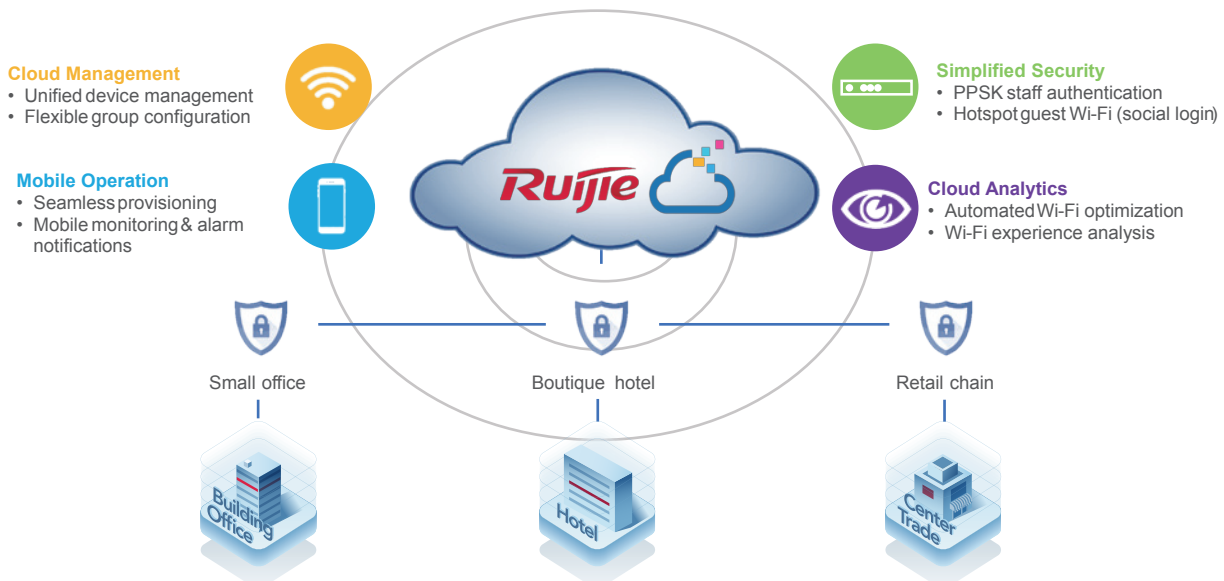 Cloud Management
• Unified device management
• Flexible group configuration
Mobile Operation
• Seamless provisioning
• Mobile monitoring & alarm
notifications
Ruijie
Simplified Security
• PPSK staff authentication
• Hotspot guest Wi-Fi (social login)
Cloud Analytics
• Automated Wi-Fi optimization
• Wi-Fi experience analysis
Small office
Boutique hotel
Retail chain
Building
Office
Hotel
Center
Trade